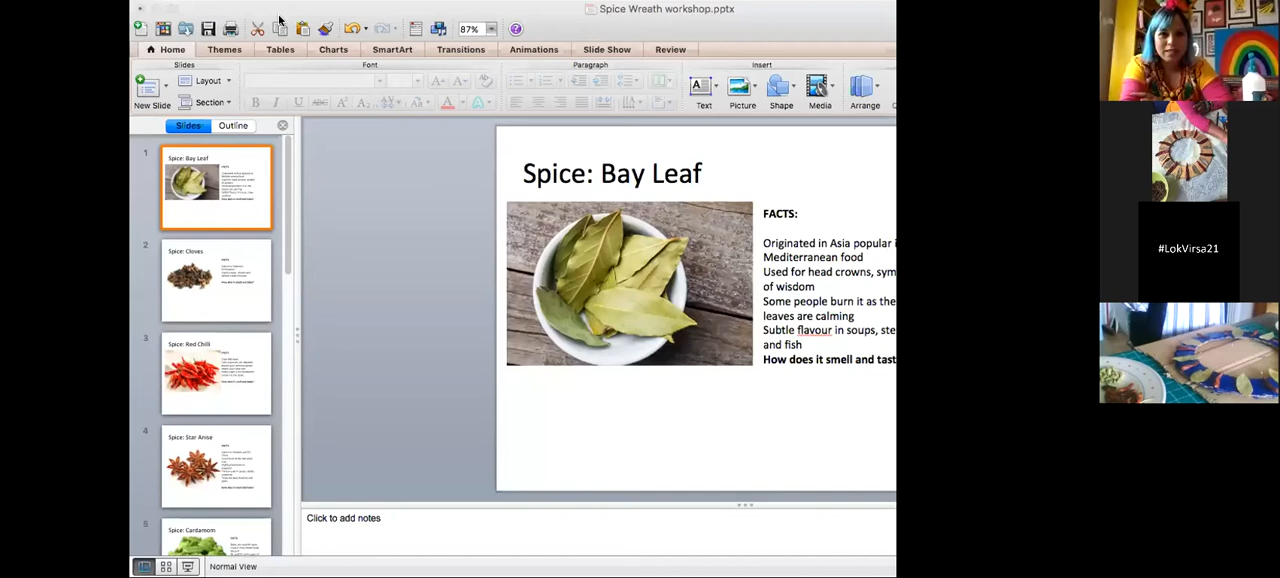 Spice Wreath workshop.pptx
87%
Home
Themes
Tables
Charts
SmartArt
Transitions
Animations
Slide Show
Review
Slides
Font
Paragraph
Insert
New Slide
Layout
Section
B I U ABC A² A₂
Text
Picture
Shape
Media
Arrange
Slides
Outline
1
Spice: Bay Leaf
2
Spice: Cloves
3
Spice: Red Chilli
4
Spice: Star Anise
5
Spice: Cardamom
Spice: Bay Leaf
FACTS:
Originated in Asia popular i
Mediterranean food
Used for head crowns, sym
of wisdom
Some people burn it as the
leaves are calming
Subtle flavour in soups, ste
and fish
How does it smell and tast
Click to add notes
Normal View
#LokVirsa21